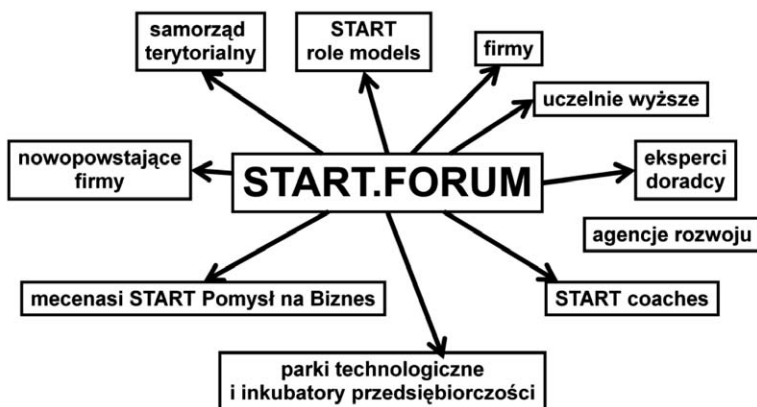 samorząd
terytorialny
START
role models
firmy
uczelnie wyższe
nowopowstające
firmy
START.FORUM
eksperci
doradcy
agencje rozwoju
mecenasi START Pomysł na Biznes
START coaches
parki technologiczne
i inkubatory przedsiębiorczości